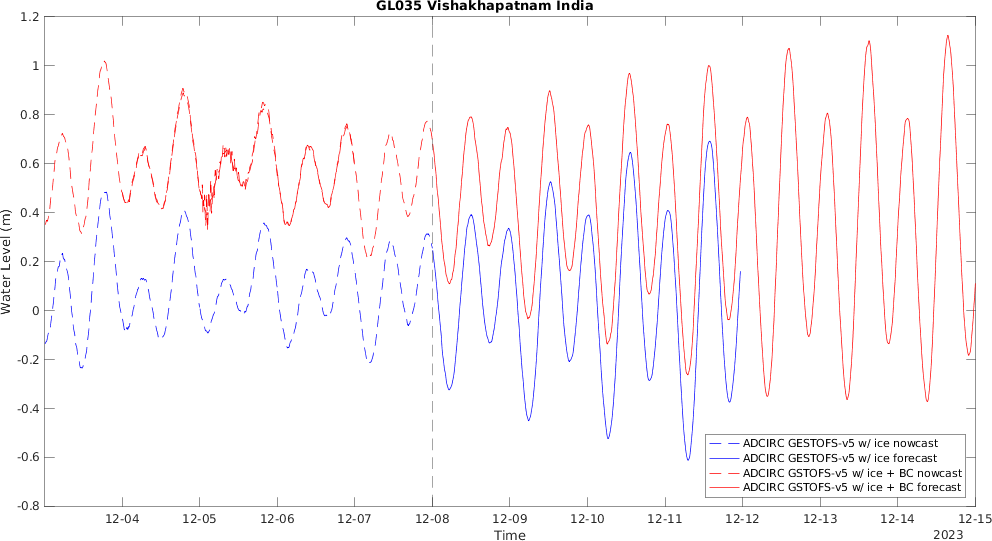 GL035 Vishakhapatnam India
1.2
1
0.8
0.6
0.4
0.2
0
-0.2
-0.4
-0.6
-0.8
Water Level (m)
ADCIRC GESTOFS-v5 w/ ice nowcast
ADCIRC GESTOFS-v5 w/ ice forecast
ADCIRC GSTOFS-v5 w/ ice + BC nowcast
ADCIRC GSTOFS-v5 w/ ice + BC forecast
12-04 12-05 12-06 12-07 12-08 12-09 12-10 12-11 12-12 12-13 12-14 12-15
Time
2023